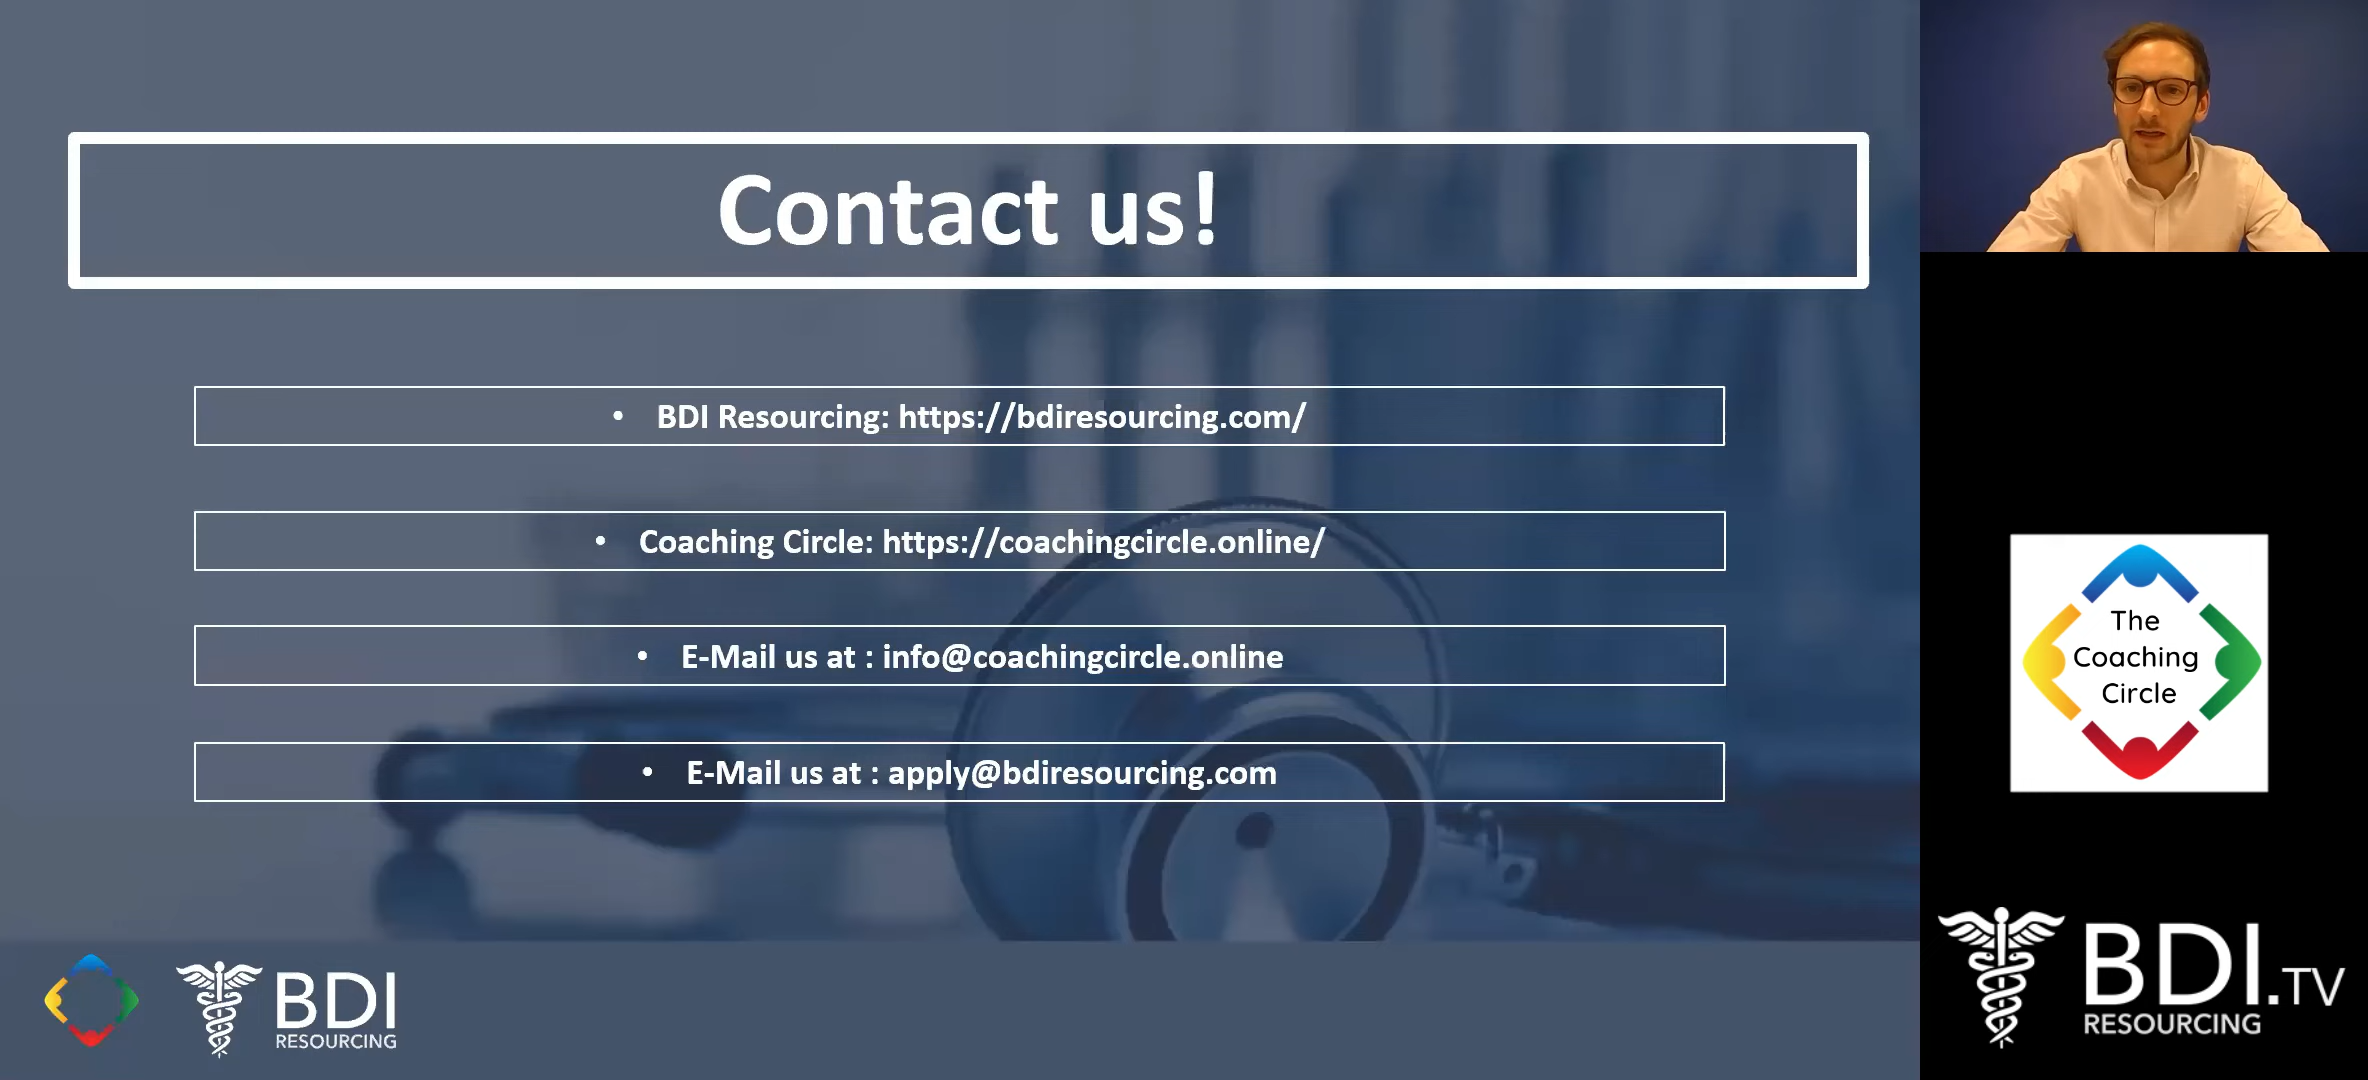 Contact us!
• BDI Resourcing: https://bdiresourcing.com/
• Coaching Circle: https://coachingcircle.online/
• E-Mail us at : info@coachingcircle.online
• E-Mail us at : apply@bdiresourcing.com
BDI
RESOURCING
The
Coaching
Circle
BDI.TV
RESOURCING